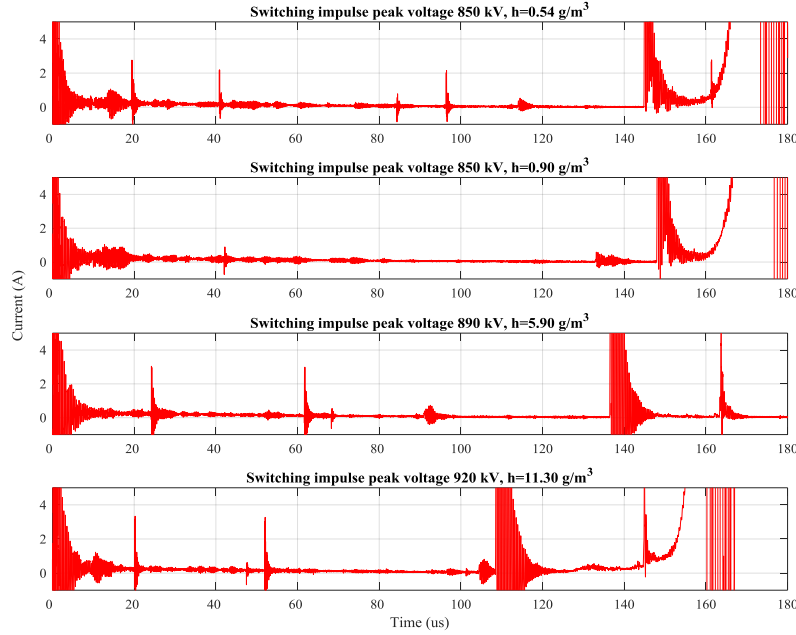 Switching impulse peak voltage 850 kV, h=0.54 g/m³
4
2
0
0 20 40 60 80 100 120 140 160 180
Switching impulse peak voltage 850 kV, h=0.90 g/m³
4
2
0
0 20 40 60 80 100 120 140 160 180
Current (A)
Switching impulse peak voltage 890 kV, h=5.90 g/m³
4
2
0
0 20 40 60 80 100 120 140 160 180
Switching impulse peak voltage 920 kV, h=11.30 g/m³
4
2
0
0 20 40 60 80 100 120 140 160 180
Time (us)